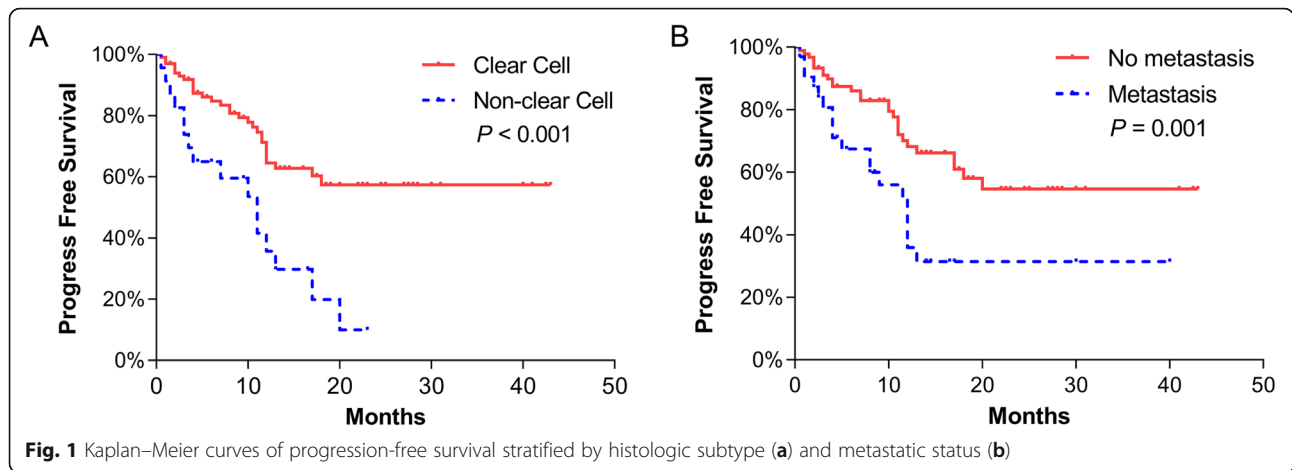 A
100%
80%
60%
40%
20%
0%
Progress Free Survival
Clear Cell
Non-clear Cell
P < 0.001
0 10 20 30 40 50
Months
B
100%
80%
60%
40%
20%
0%
Progress Free Survival
No metastasis
Metastasis
P = 0.001
0 10 20 30 40 50
Months
Fig. 1 Kaplan–Meier curves of progression-free survival stratified by histologic subtype (a) and metastatic status (b)